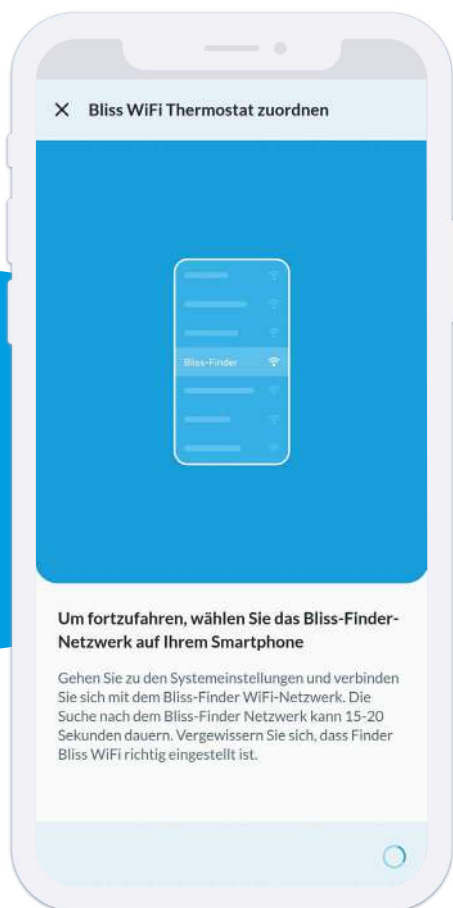 Bliss WiFi Thermostat zuordnen
Bliss-Finder
Um fortzufahren, wählen Sie das Bliss-Finder-
Netzwerk auf Ihrem Smartphone
Gehen Sie zu den Systemeinstellungen und verbinden
Sie sich mit dem Bliss-Finder WiFi-Netzwerk. Die
Suche nach dem Bliss-Finder Netzwerk kann 15-20
Sekunden dauern. Vergewissern Sie sich, dass Finder
Bliss WiFi richtig eingestellt ist.